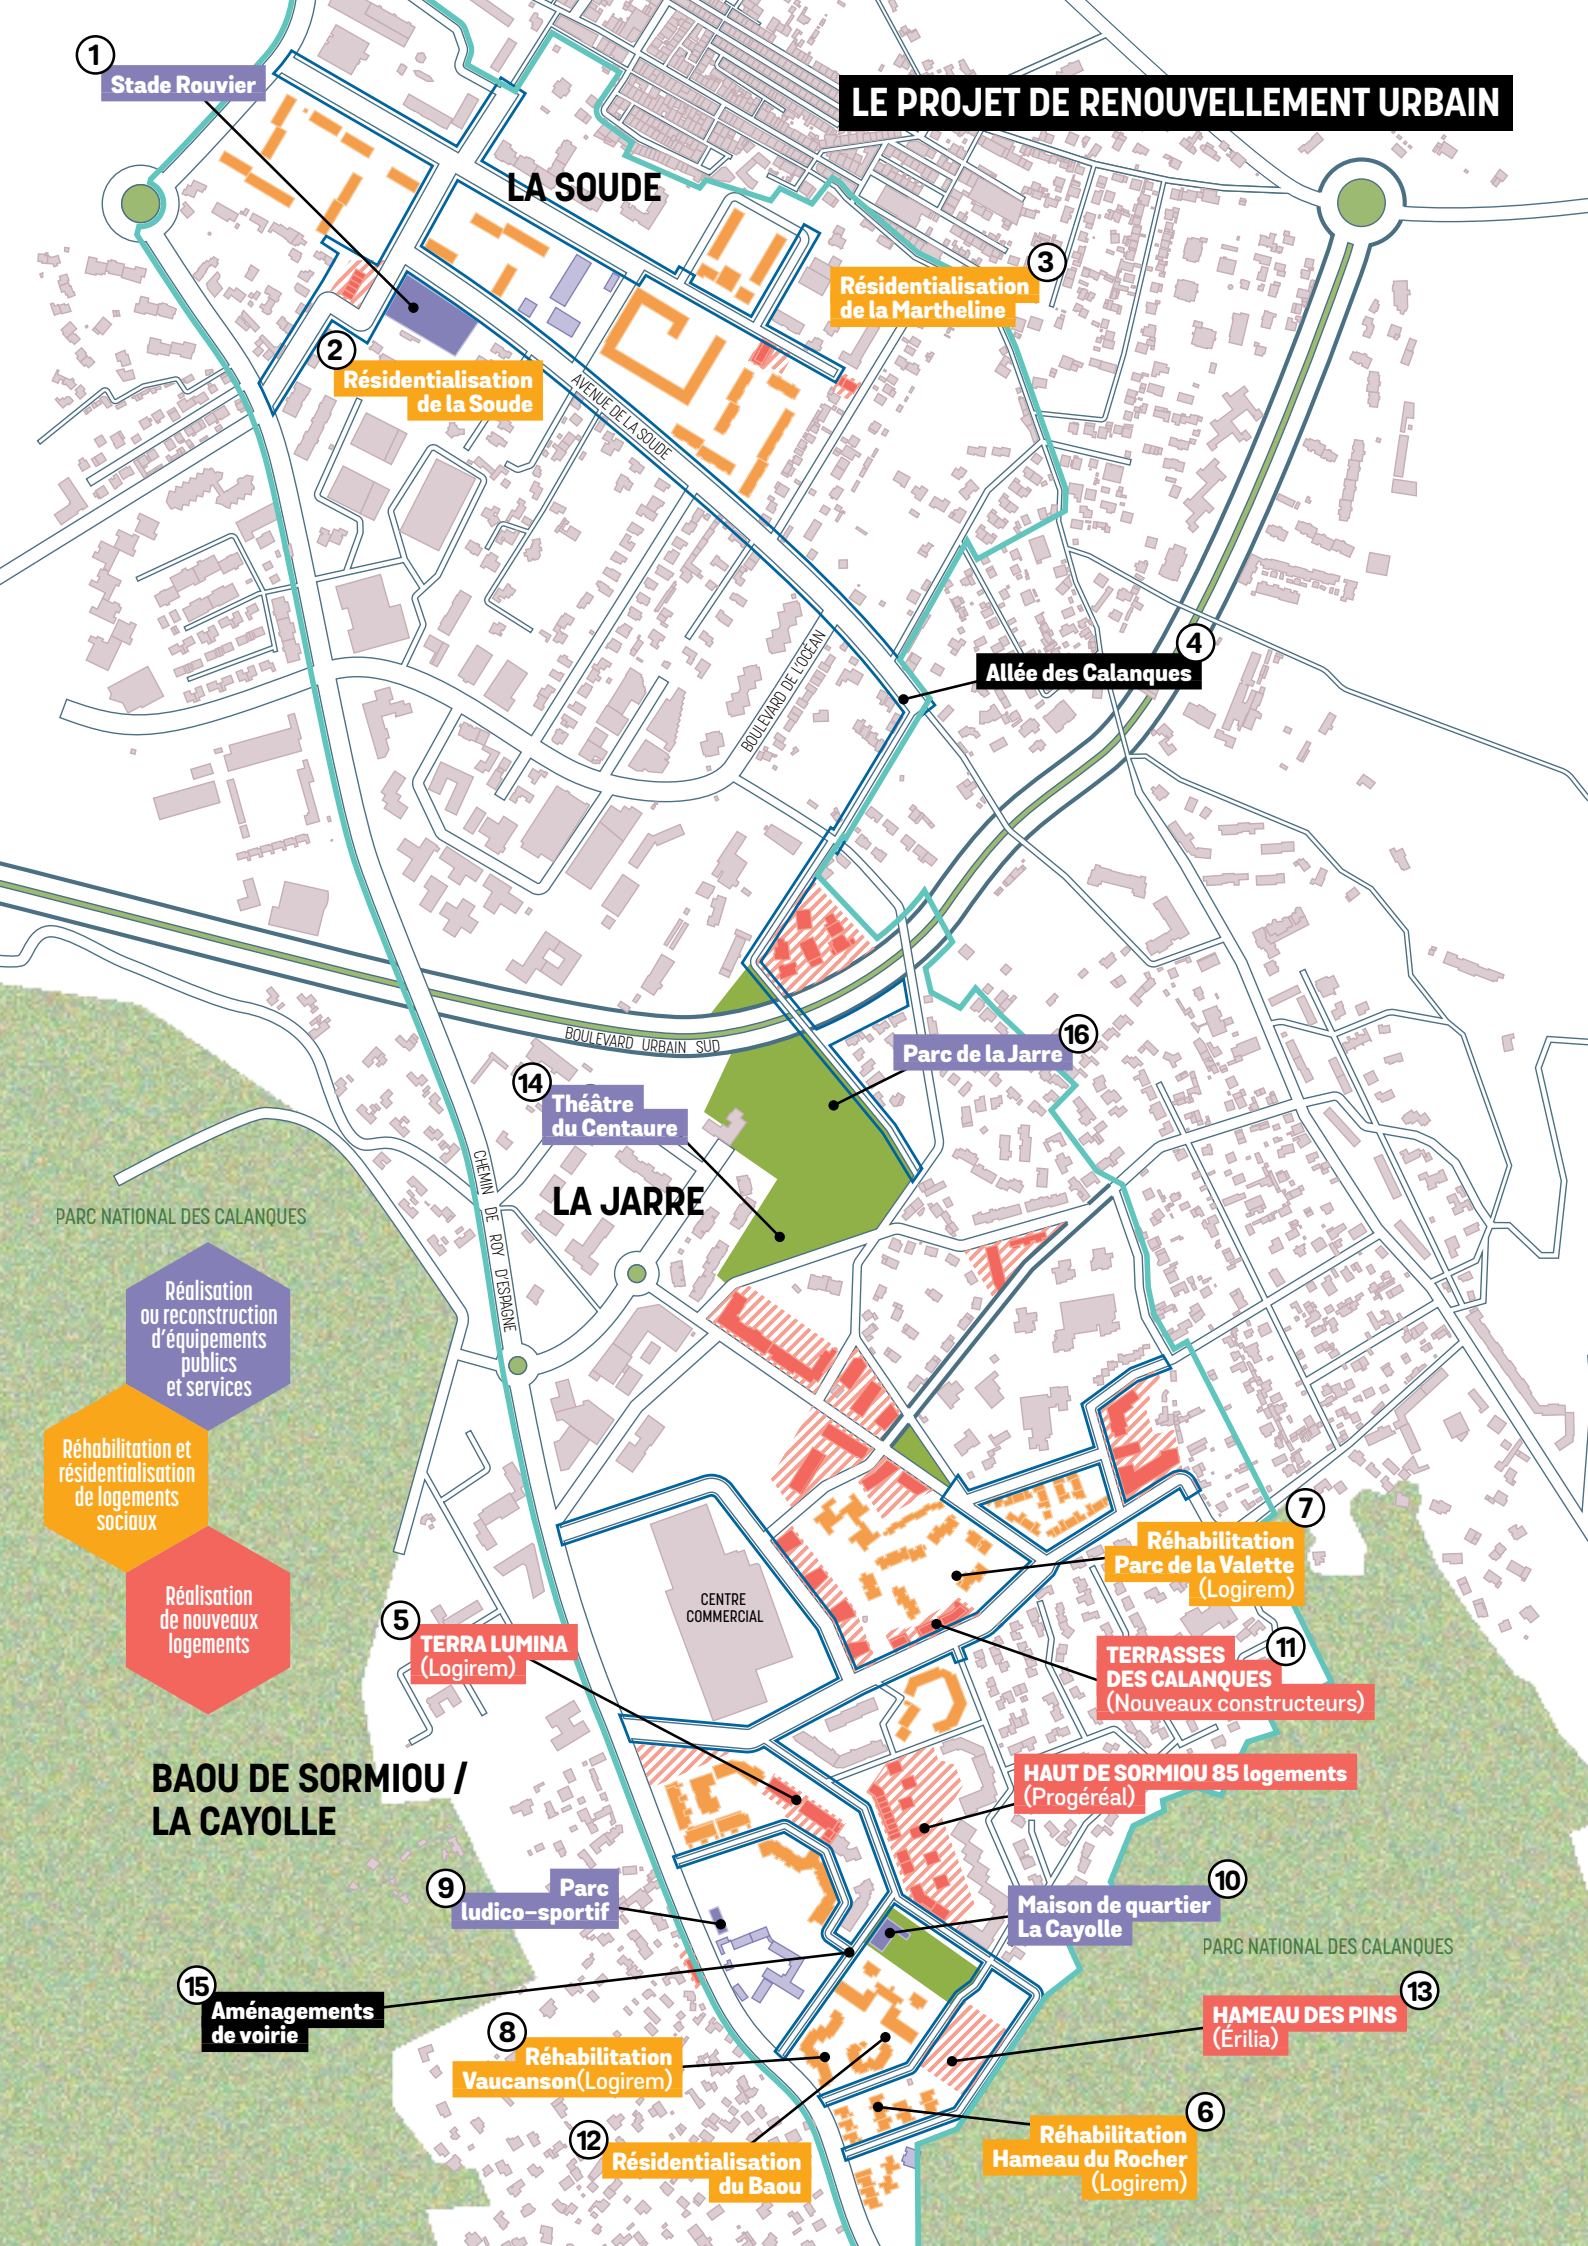 LE PROJET DE RENOUVELLEMENT URBAIN
1
Stade Rouvier
LA SOUDE
3
Résidentialisation
de la Martheline
2
Résidentialisation
de la Soude
AVENUE DE LA SOUDE
BOULEVARD DE L'OCÉAN
4
Allée des Calanques
BOULEVARD URBAIN SUD
16
Parc de la Jarre
14
Théâtre
du Centaure
LA JARRE
CHEMIN DE ROY D'ESPAGNE
PARC NATIONAL DES CALANQUES
Réalisation
ou reconstruction
d'équipements
publics
et services
Réhabilitation et
résidentialisation
de logements
sociaux
Réalisation
de nouveaux
logements
7
Réhabilitation
Parc de la Valette
(Logirem)
CENTRE
COMMERCIAL
5
TERRA LUMINA
(Logirem)
11
TERRASSES
DES CALANQUES
(Nouveaux constructeurs)
BAOU DE SORMIOU /
LA CAYOLLE
HAUT DE SORMIOU 85 logements
(Progéréal)
9
Parc
ludico-sportif
10
Maison de quartier
La Cayolle
PARC NATIONAL DES CALANQUES
15
Aménagements
de voirie
13
HAMEAU DES PINS
(Érilia)
8
Réhabilitation
Vaucanson(Logirem)
6
Réhabilitation
Hameau du Rocher
(Logirem)
12
Résidentialisation
du Baou